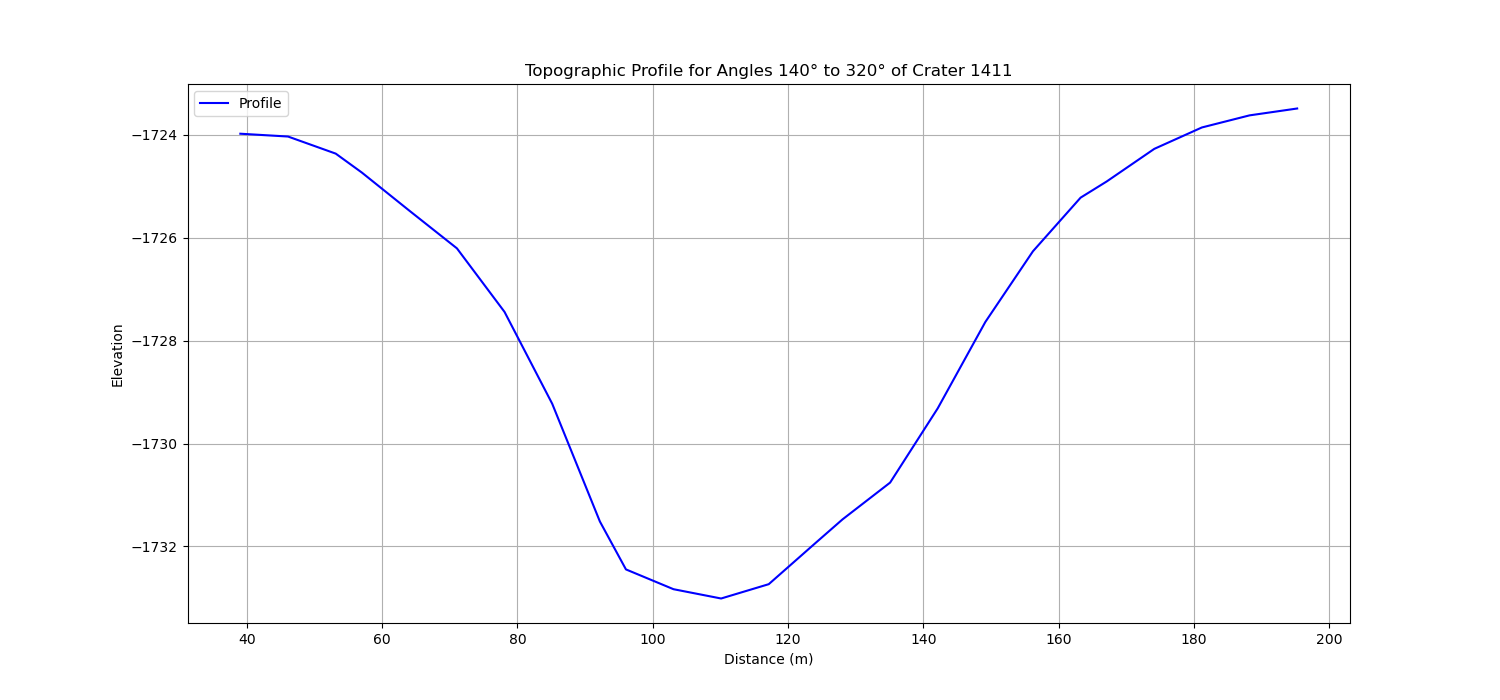 Topographic Profile for Angles 140° to 320° of Crater 1411
Profile
−1724
−1726
−1728
−1730
−1732
Elevation
40 60 80 100 120 140 160 180 200
Distance (m)